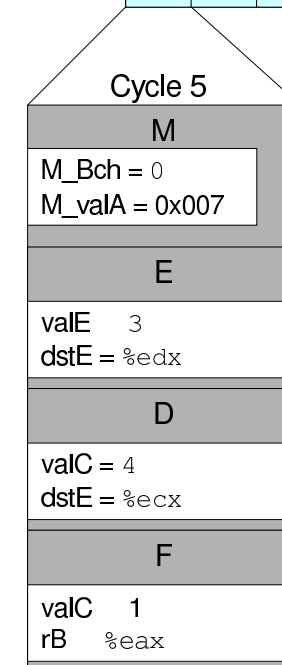 Cycle 5
M
M_Bch = 0
M_valA = 0x007
E
valE 3
dstE = %edx
D
valC = 4
dstE = %ecx
F
valC 1
rB %eax